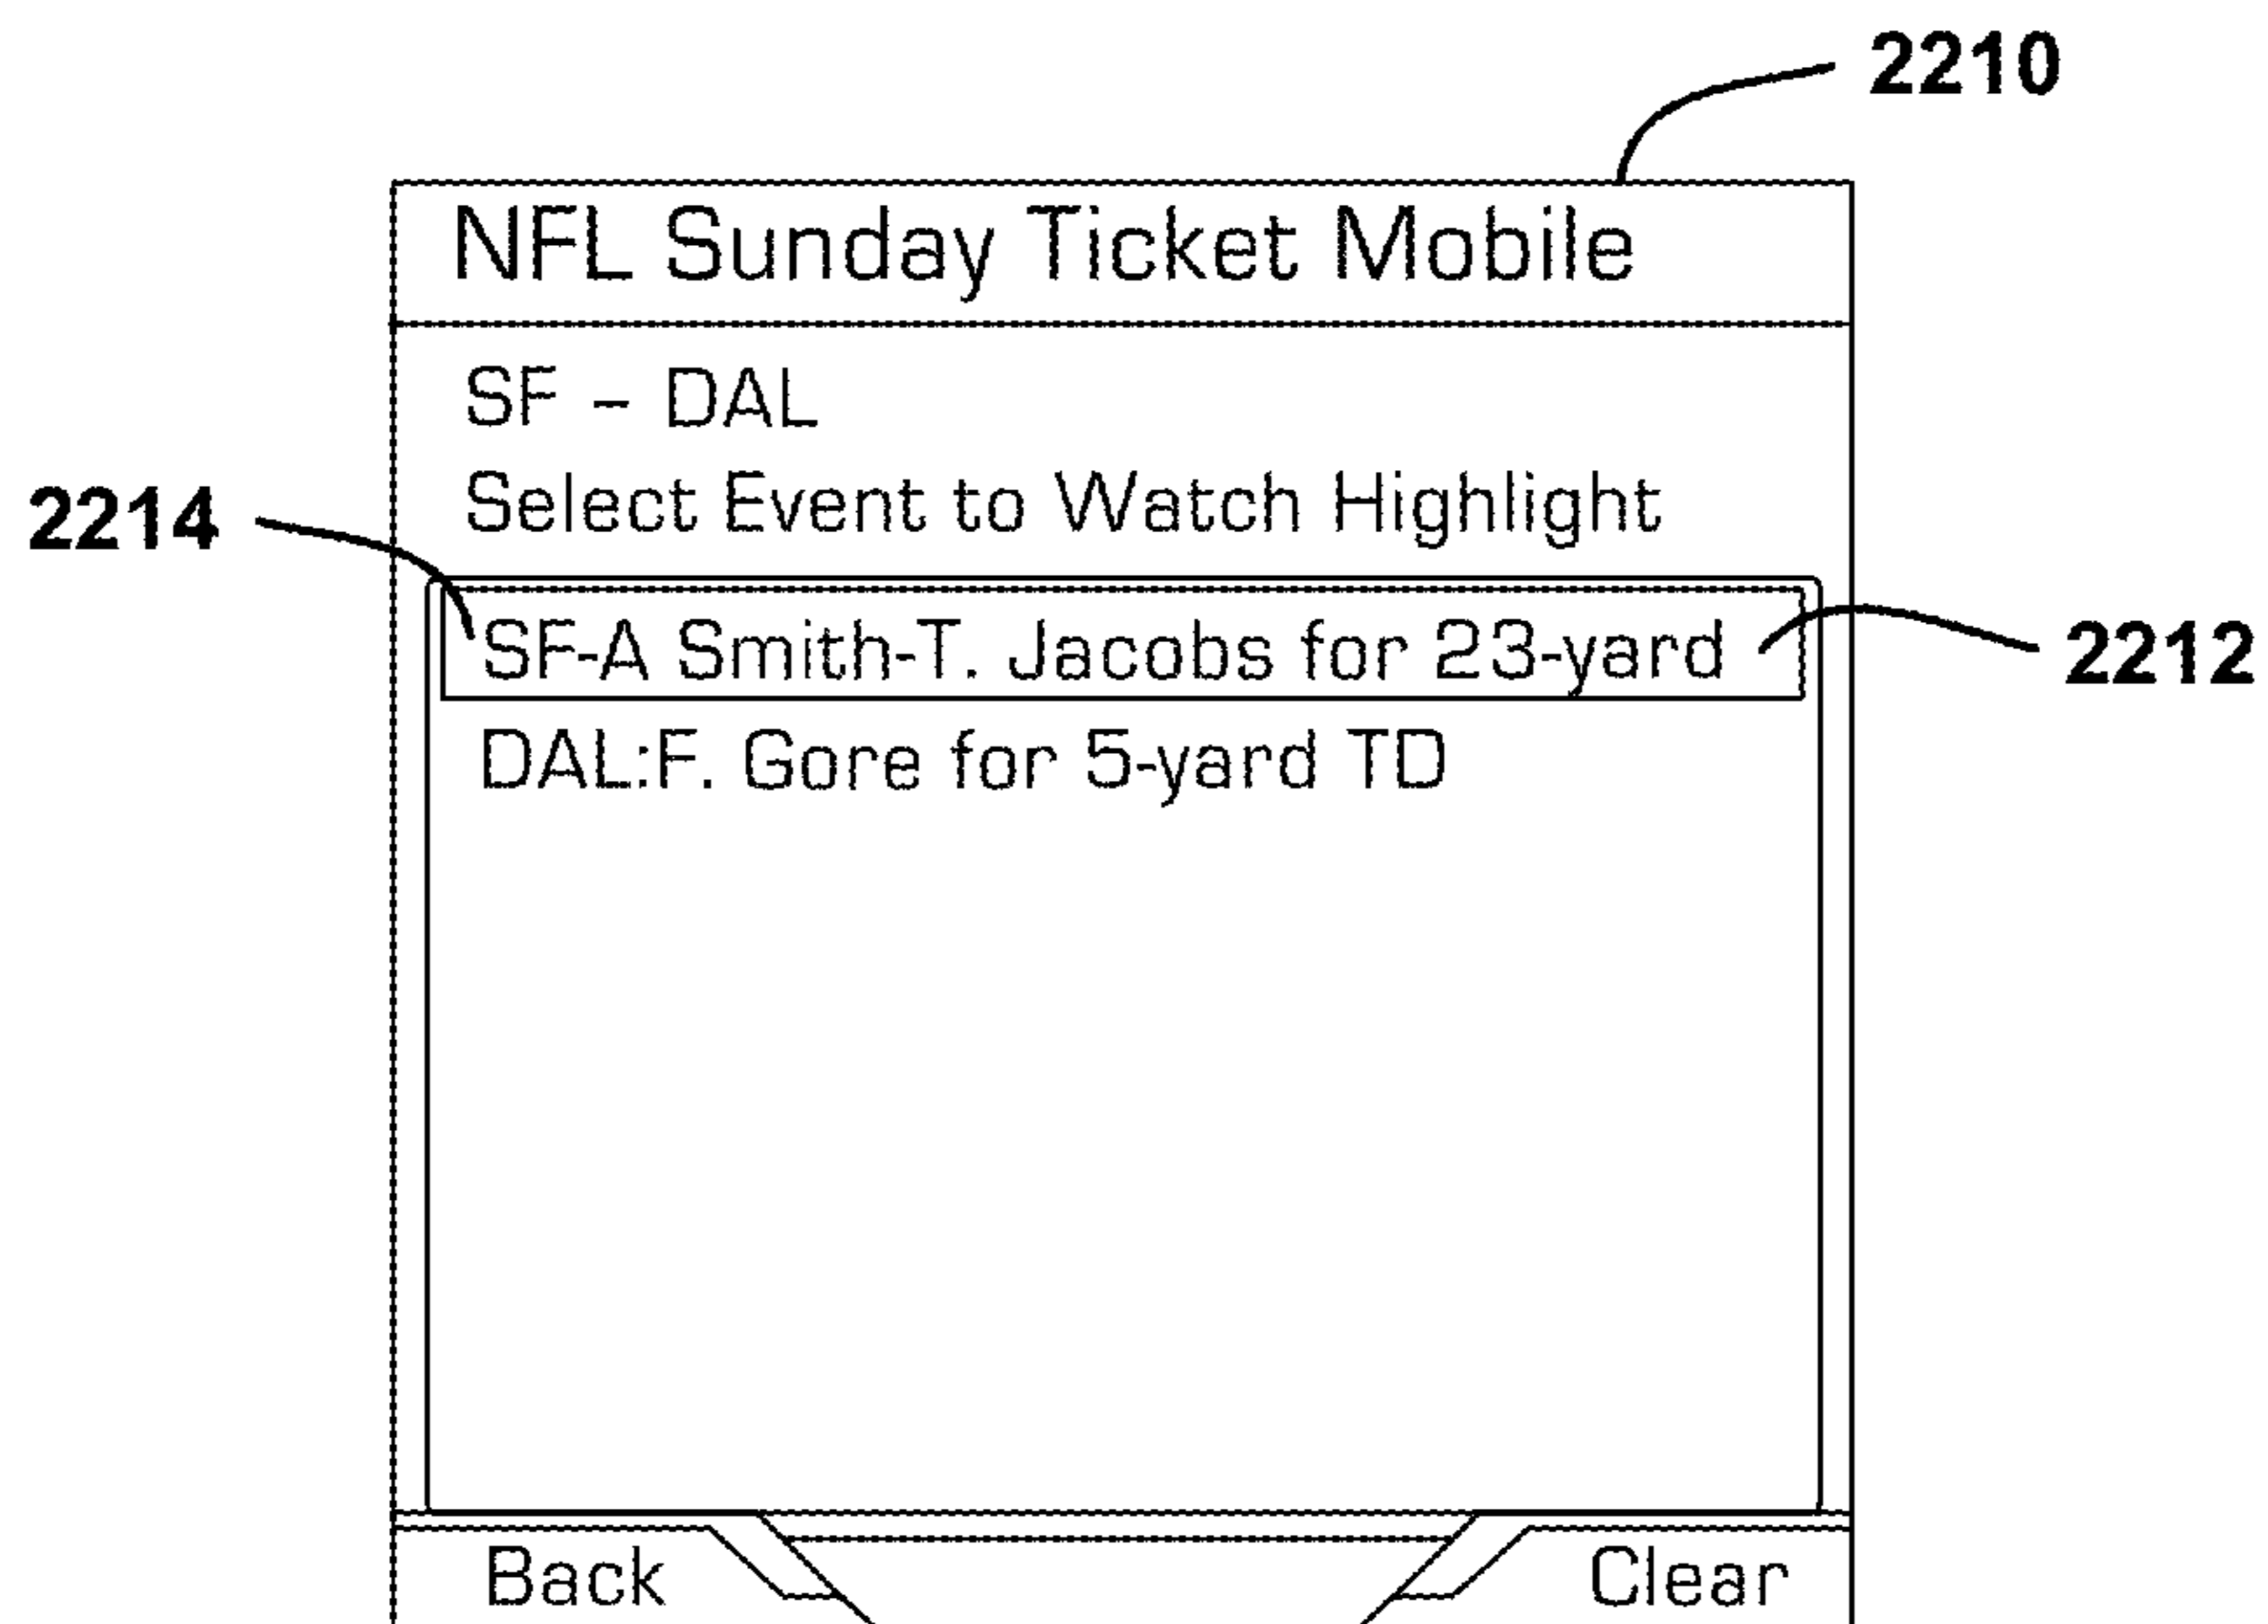 2210
NFL Sunday Ticket Mobile
SF – DAL
Select Event to Watch Highlight
2214
SF-A Smith-T. Jacobs for 23-yard
2212
DAL:F. Gore for 5-yard TD
Back
Clear